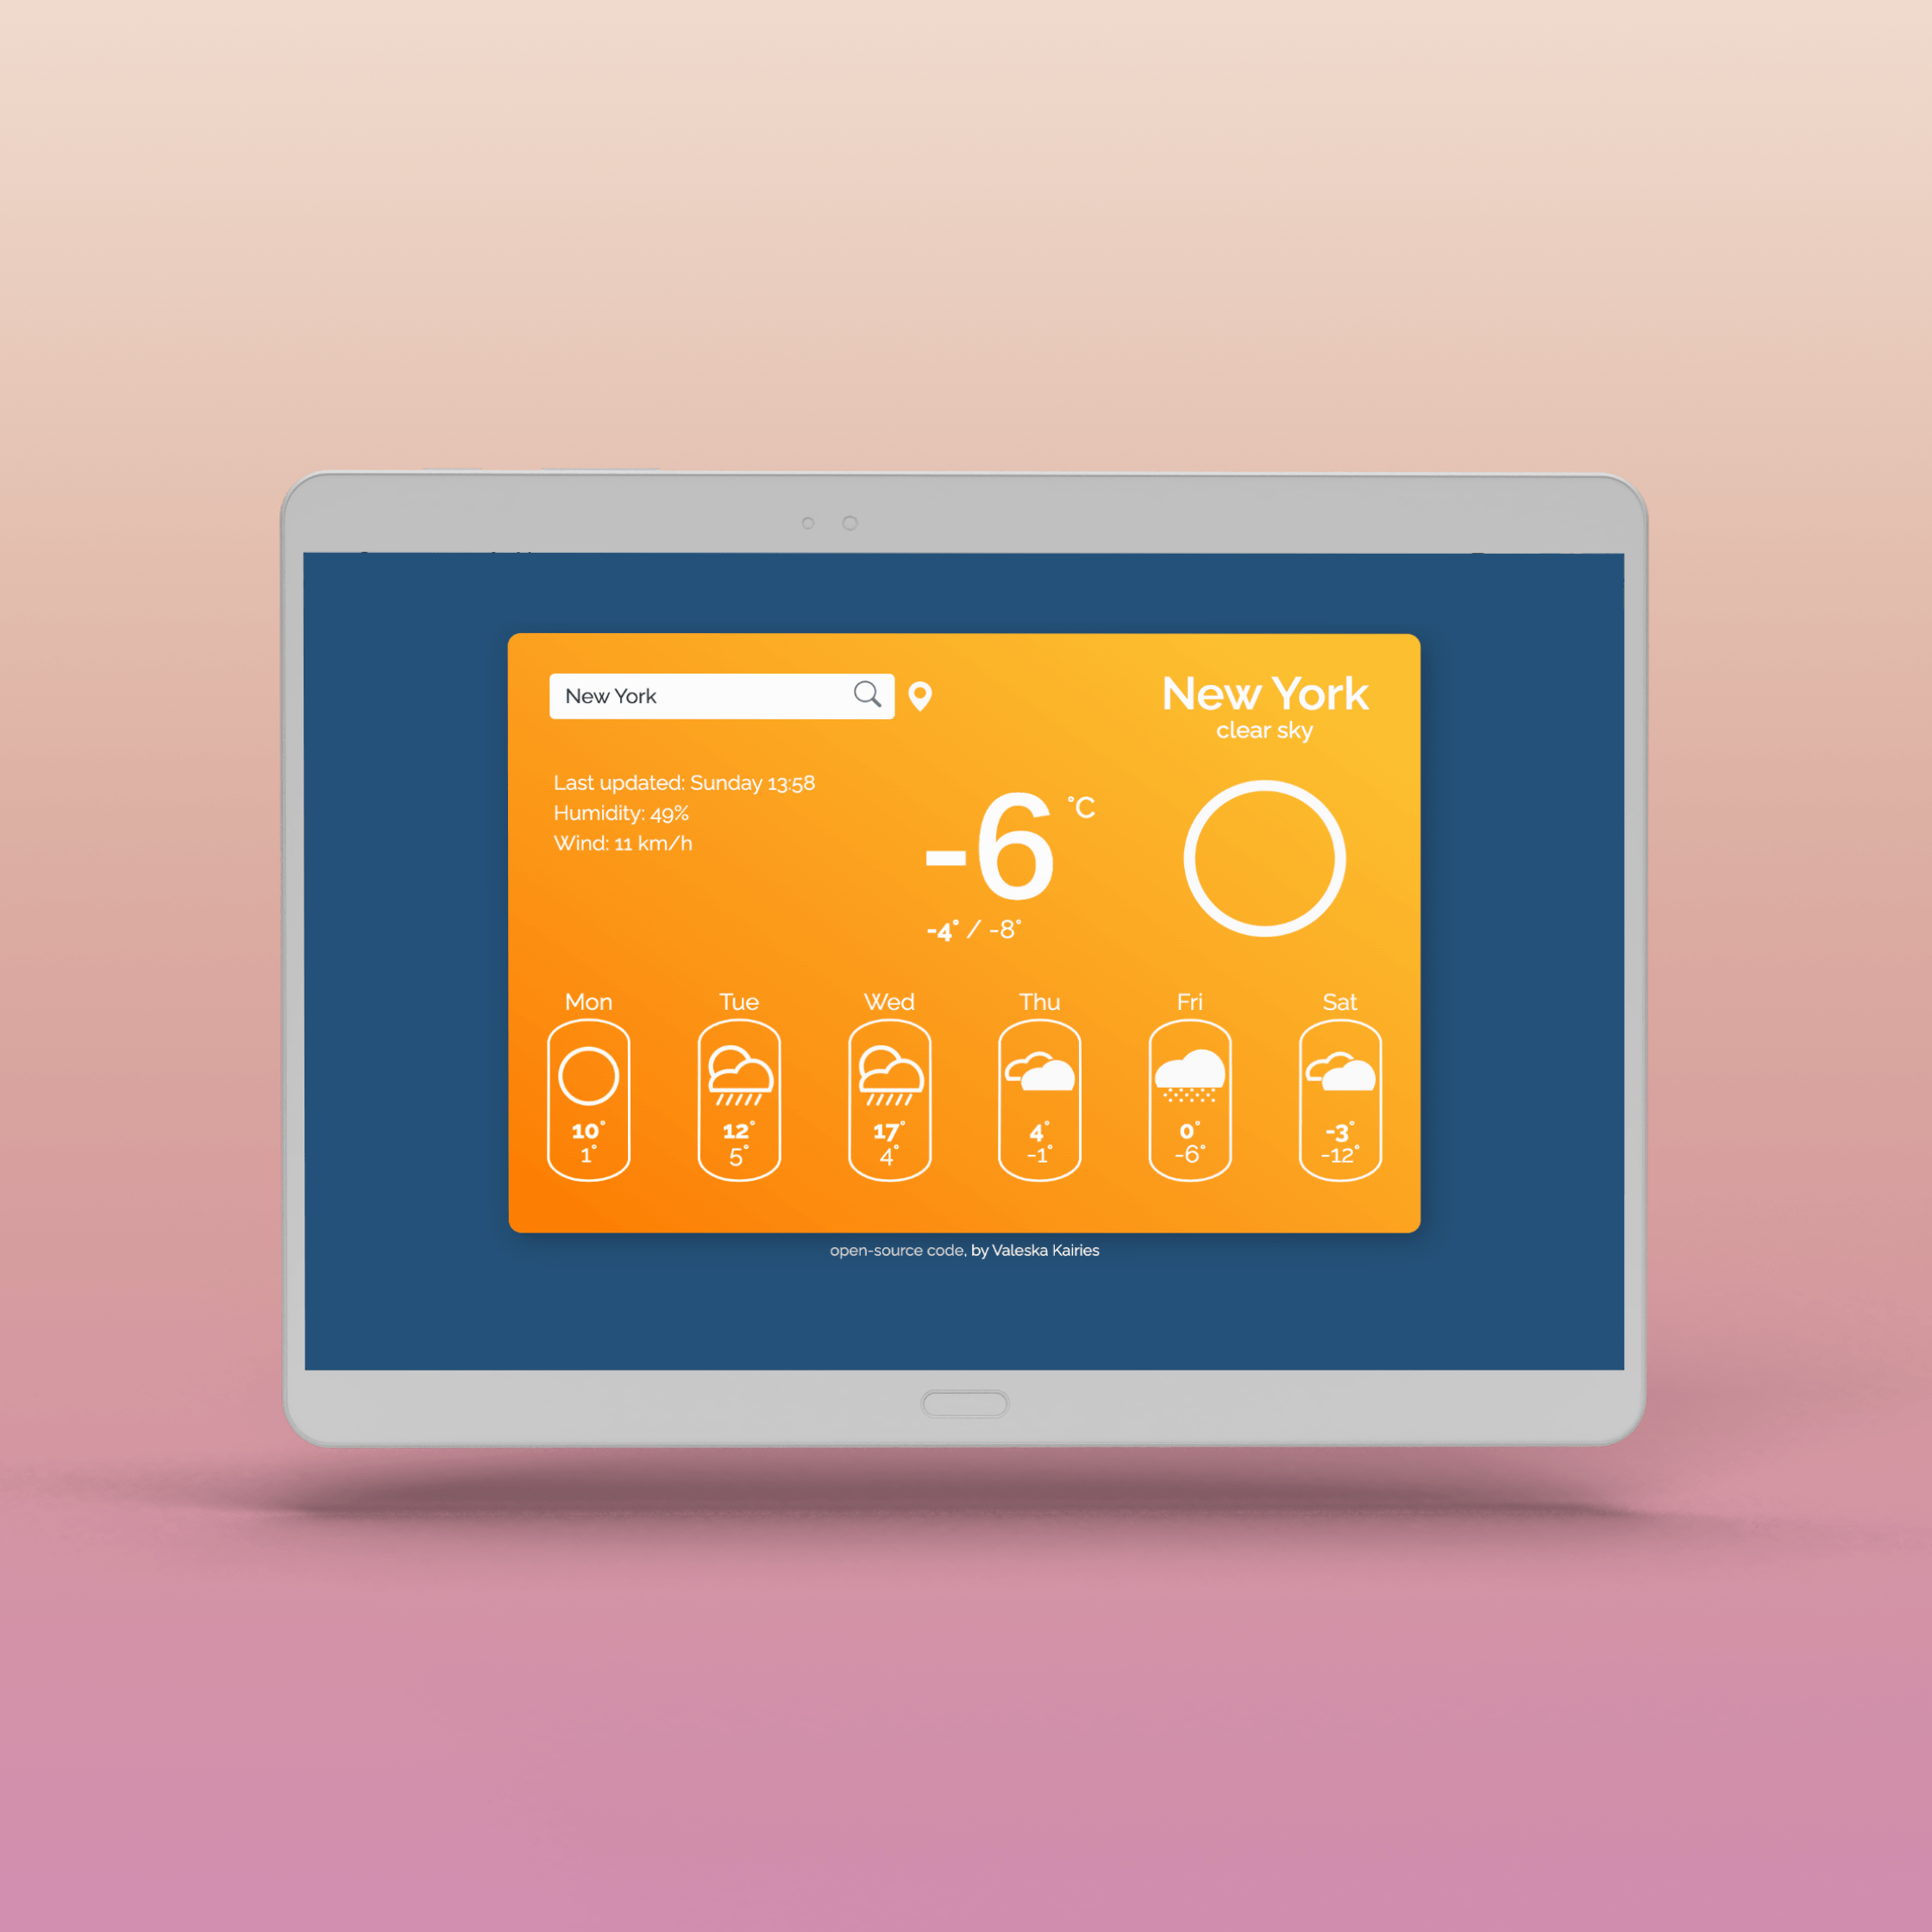 New York
New York
clear sky
Last updated: Sunday 13:58
Humidity: 49%
Wind: 11 km/h
-6 °C
-4° / -8°
Mon Tue Wed Thu Fri Sat
10° 12° 17° 4° 0° -3°
1° 5° 4° -1° -6° -12°
open-source code, by Valeska Kairies